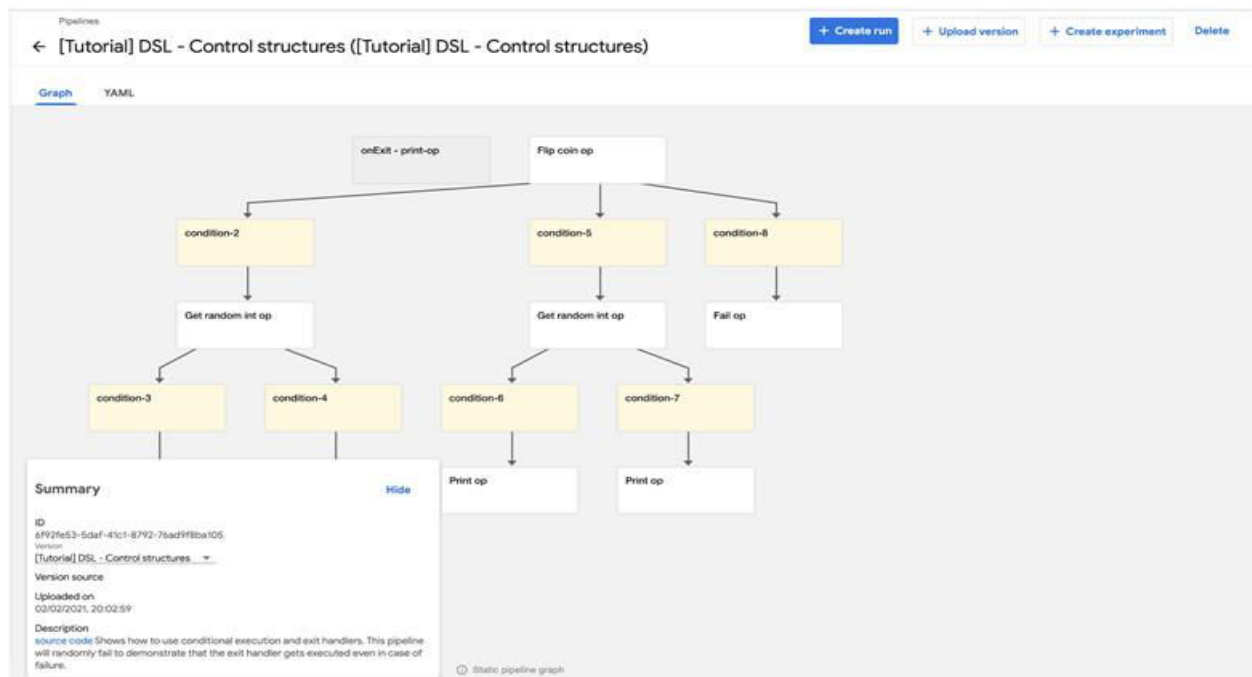 Pipelines
← [Tutorial] DSL - Control structures ([Tutorial] DSL - Control structures)
+ Create run
+ Upload version
+ Create experiment
Delete
Graph
YAML
onExit - print-op
Flip coin op
condition-2
condition-5
condition-8
Get random int op
Get random int op
Fail op
condition-3
condition-4
condition-6
condition-7
Print op
Print op
Summary
Hide
ID
6f92fe53-5daf-41c1-8792-76ad9f8ba105
Version
[Tutorial] DSL - Control structures
Version source
Uploaded on
02/02/2021, 20:02:59
Description
source code Shows how to use conditional execution and exit handlers. This pipeline
will randomly fail to demonstrate that the exit handler gets executed even in case of
failure.
Static pipeline graph